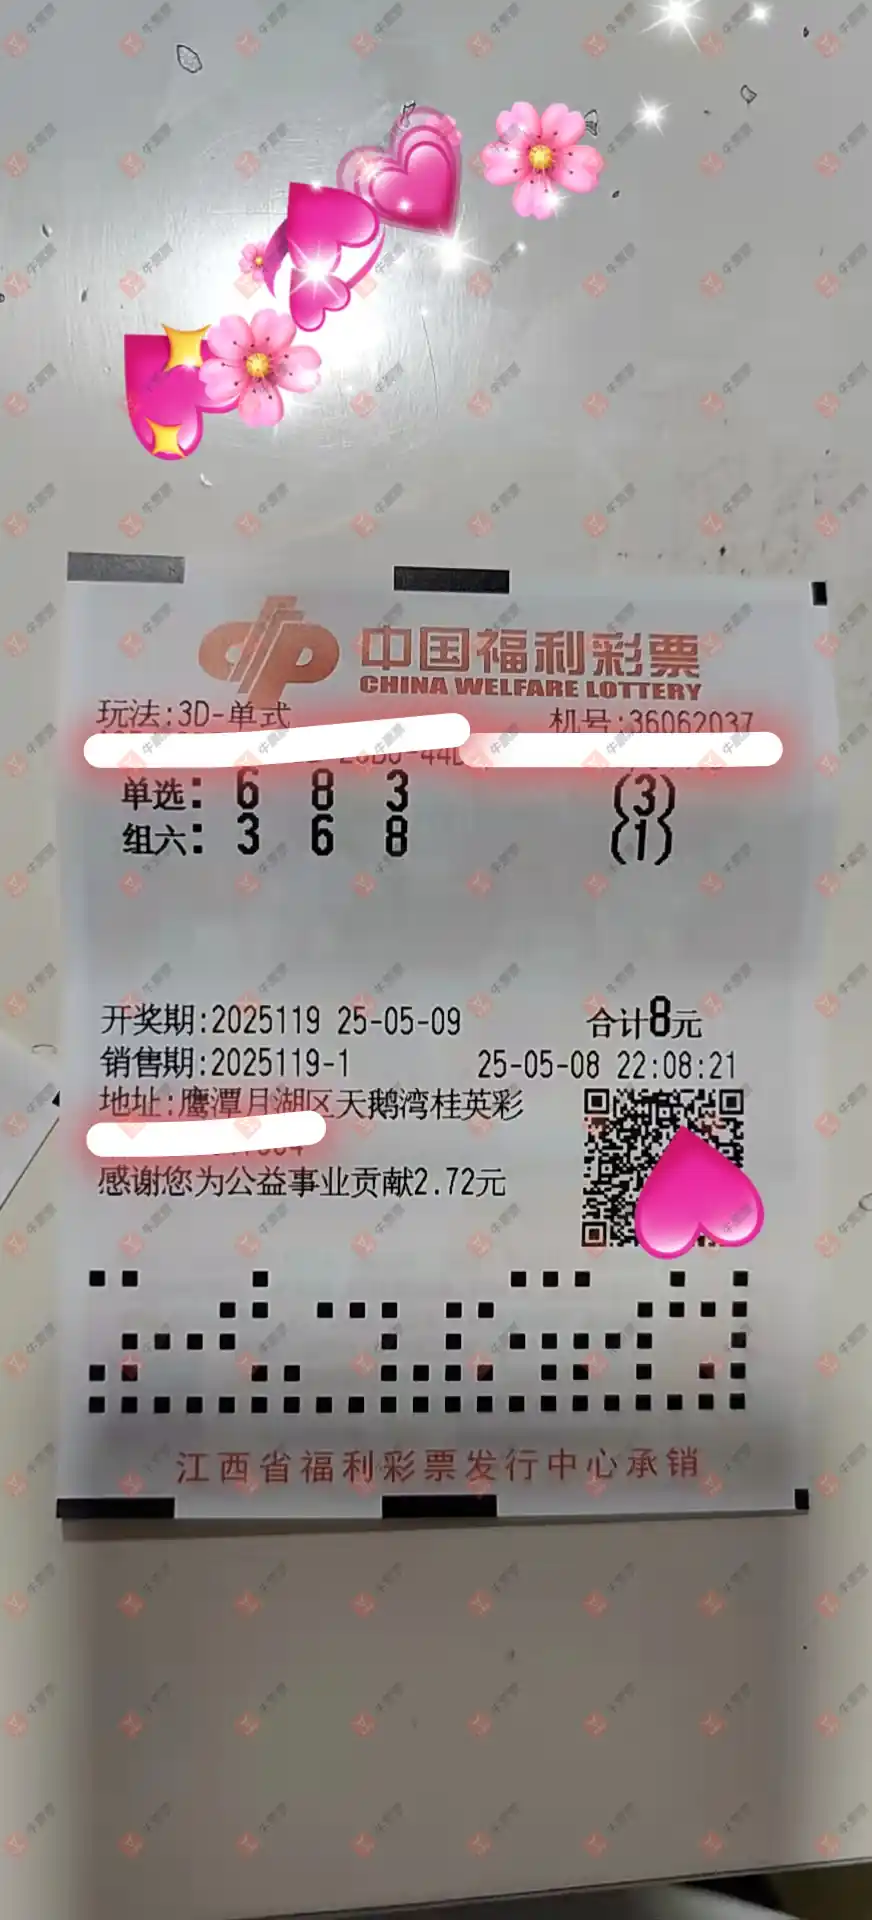 中国福利彩票
CHINA WELFARE LOTTERY
玩法:3D-单式 机号:36062037
单选: 6 8 3 (3)
组六: 3 6 8 (1)
开奖期:2025119 25-05-09 合计8元
销售期:2025119-1 25-05-08 22:08:21
地址:鹰潭月湖区天鹅湾桂英彩
感谢您为公益事业贡献2.72元
江西省福利彩票发行中心承销